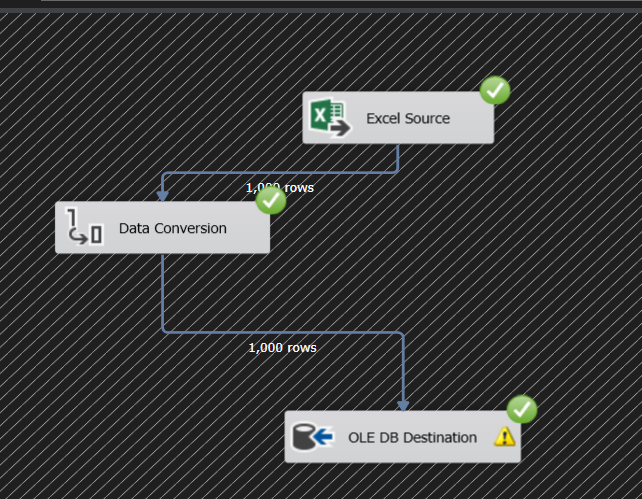 Excel Source
1,000 rows
Data Conversion
1,000 rows
OLE DB Destination